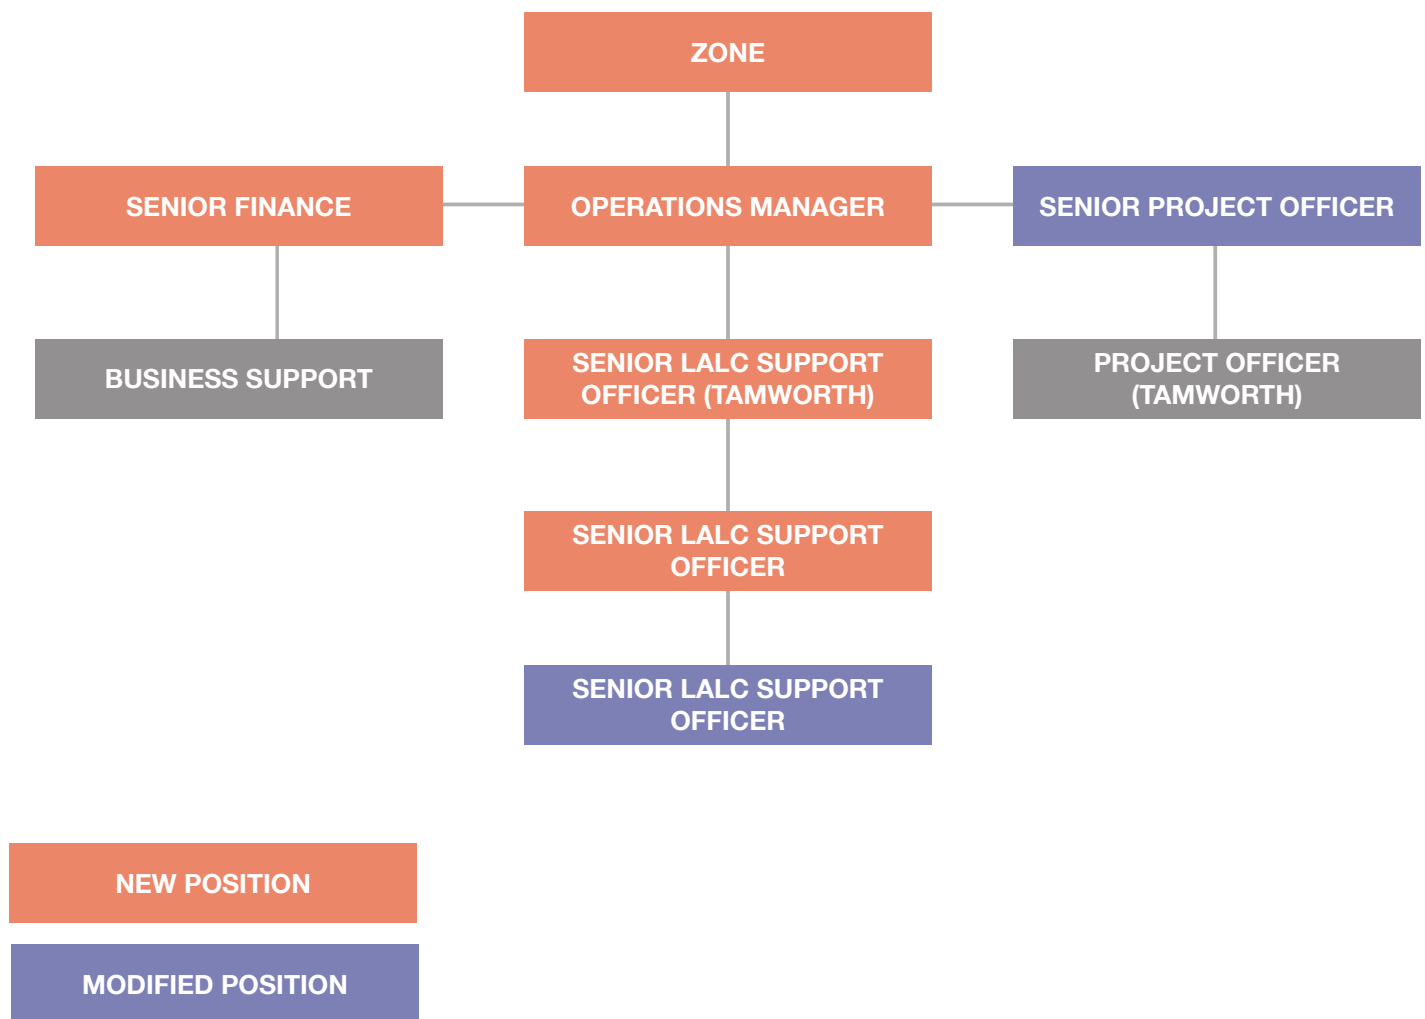 ZONE
SENIOR FINANCE
OPERATIONS MANAGER
SENIOR PROJECT OFFICER
BUSINESS SUPPORT
SENIOR LALC SUPPORT
OFFICER (TAMWORTH)
PROJECT OFFICER
(TAMWORTH)
SENIOR LALC SUPPORT
OFFICER
SENIOR LALC SUPPORT
OFFICER
NEW POSITION
MODIFIED POSITION